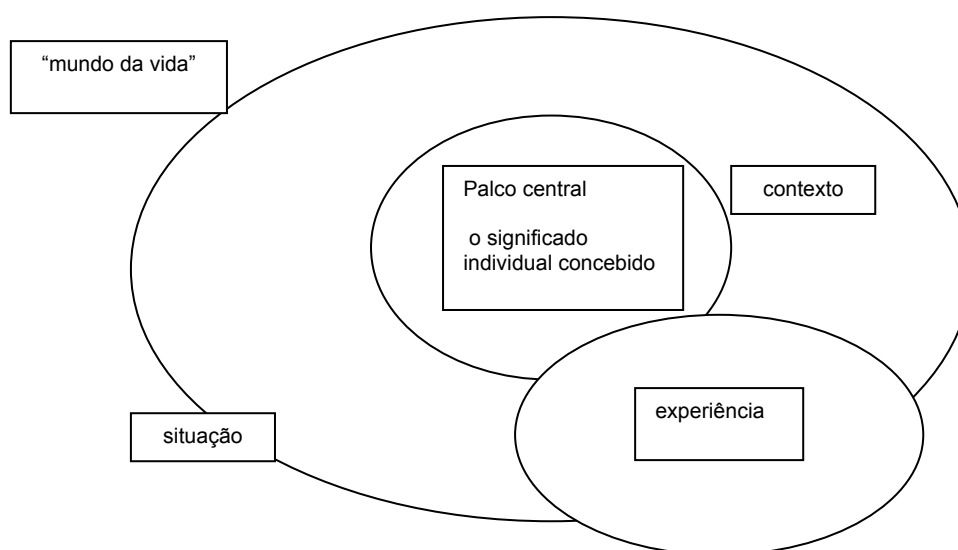 “mundo da vida”
Palco central
o significado
individual concebido
contexto
experiência
situação